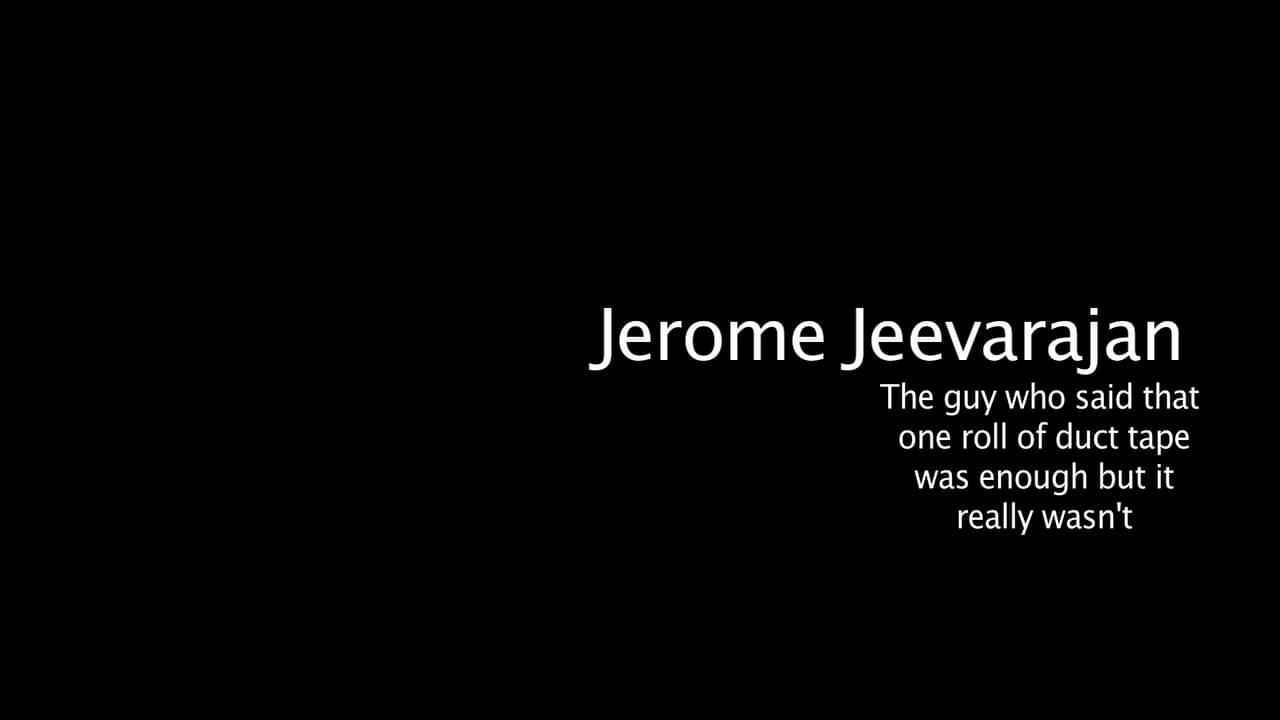 Jerome Jeevarajan
The guy who said that
one roll of duct tape
was enough but it
really wasn't